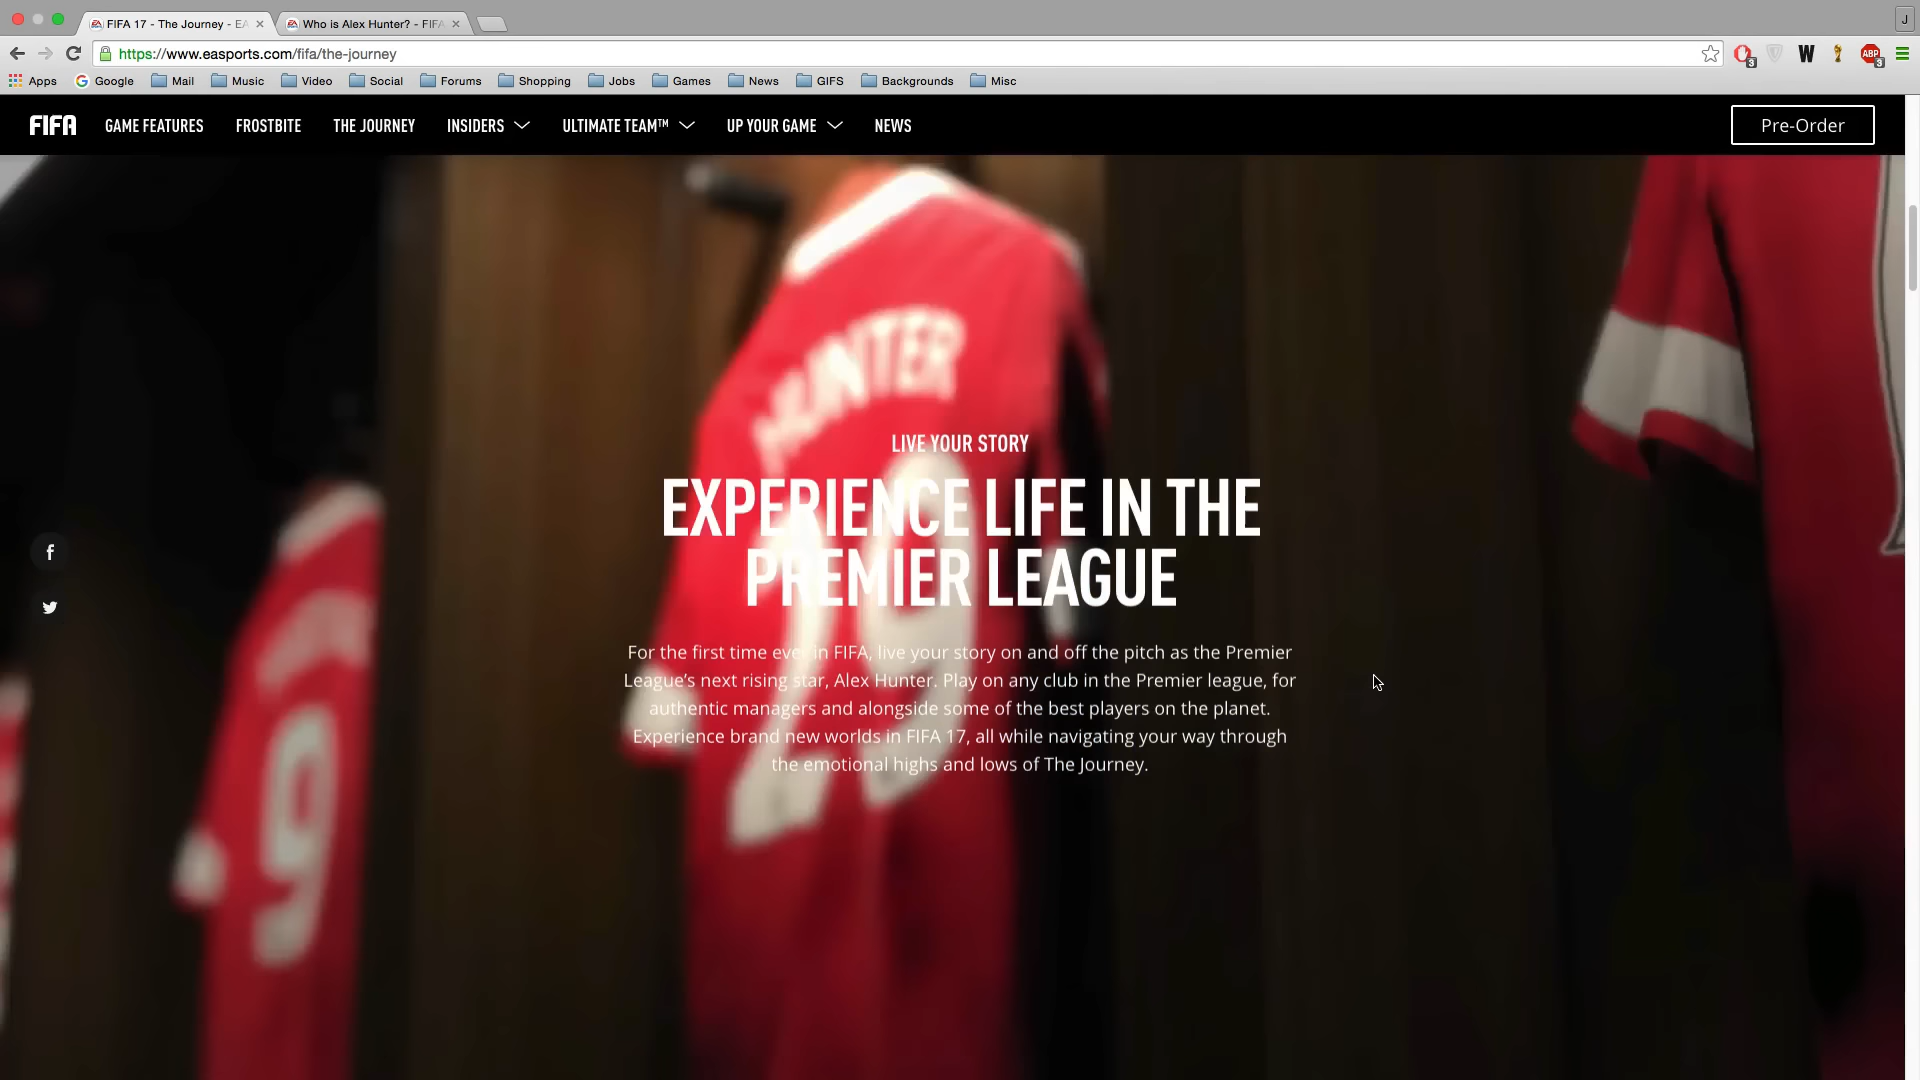 FIFA 17 - The Journey - EA
Who is Alex Hunter? - FIFA
J
https://www.easports.com/fifa/the-journey
W
3
ABP
3
Apps
Google
Mail
Music
Video
Social
Forums
Shopping
Jobs
Games
News
GIFS
Backgrounds
Misc
FIFA
GAME FEATURES
FROSTBITE
THE JOURNEY
INSIDERS
ULTIMATE TEAM™
UP YOUR GAME
NEWS
Pre-Order
HUNTER
29
9
LIVE YOUR STORY
EXPERIENCE LIFE IN THE
PREMIER LEAGUE
For the first time ever in FIFA, live your story on and off the pitch as the Premier
League's next rising star, Alex Hunter. Play on any club in the Premier league, for
authentic managers and alongside some of the best players on the planet.
Experience brand new worlds in FIFA 17, all while navigating your way through
the emotional highs and lows of The Journey.